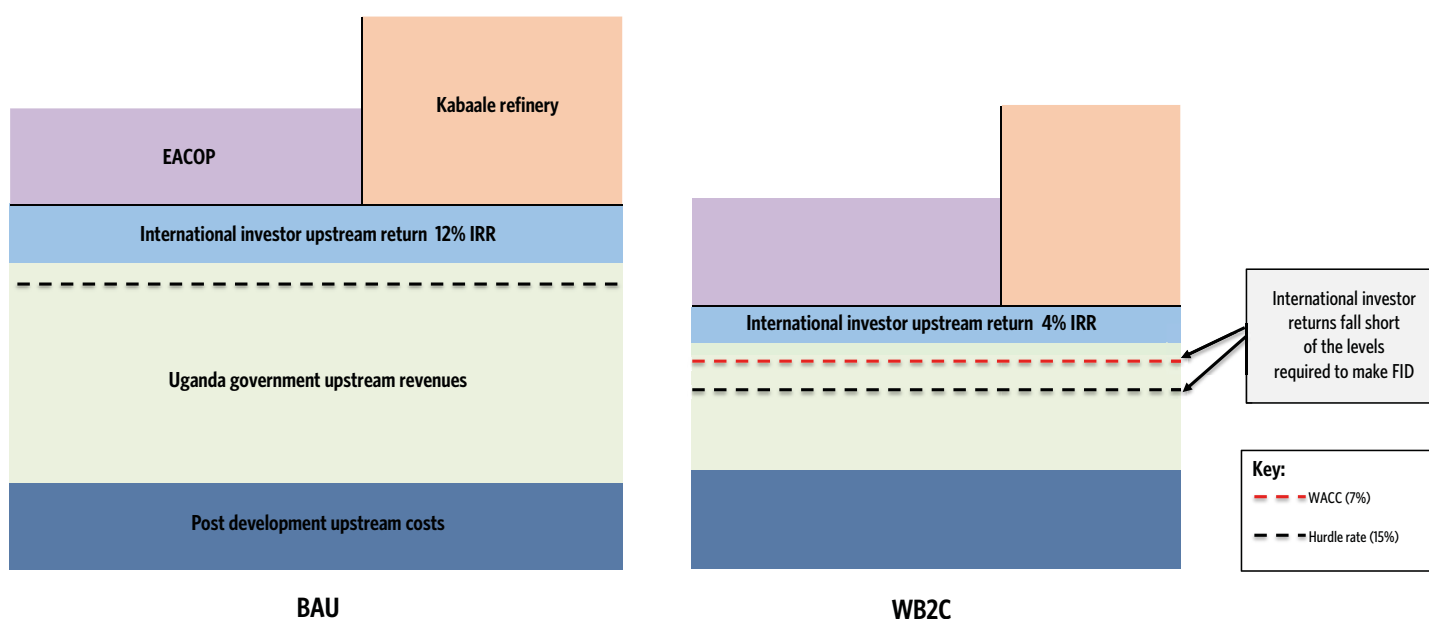 Kabaale refinery
EACOP
International investor upstream return 12% IRR
Uganda government upstream revenues
Post development upstream costs
BAU
International investor upstream return 4% IRR
WB2C
International investor
returns fall short
of the levels
required to make FID
Key:
WACC (7%)
Hurdle rate (15%)